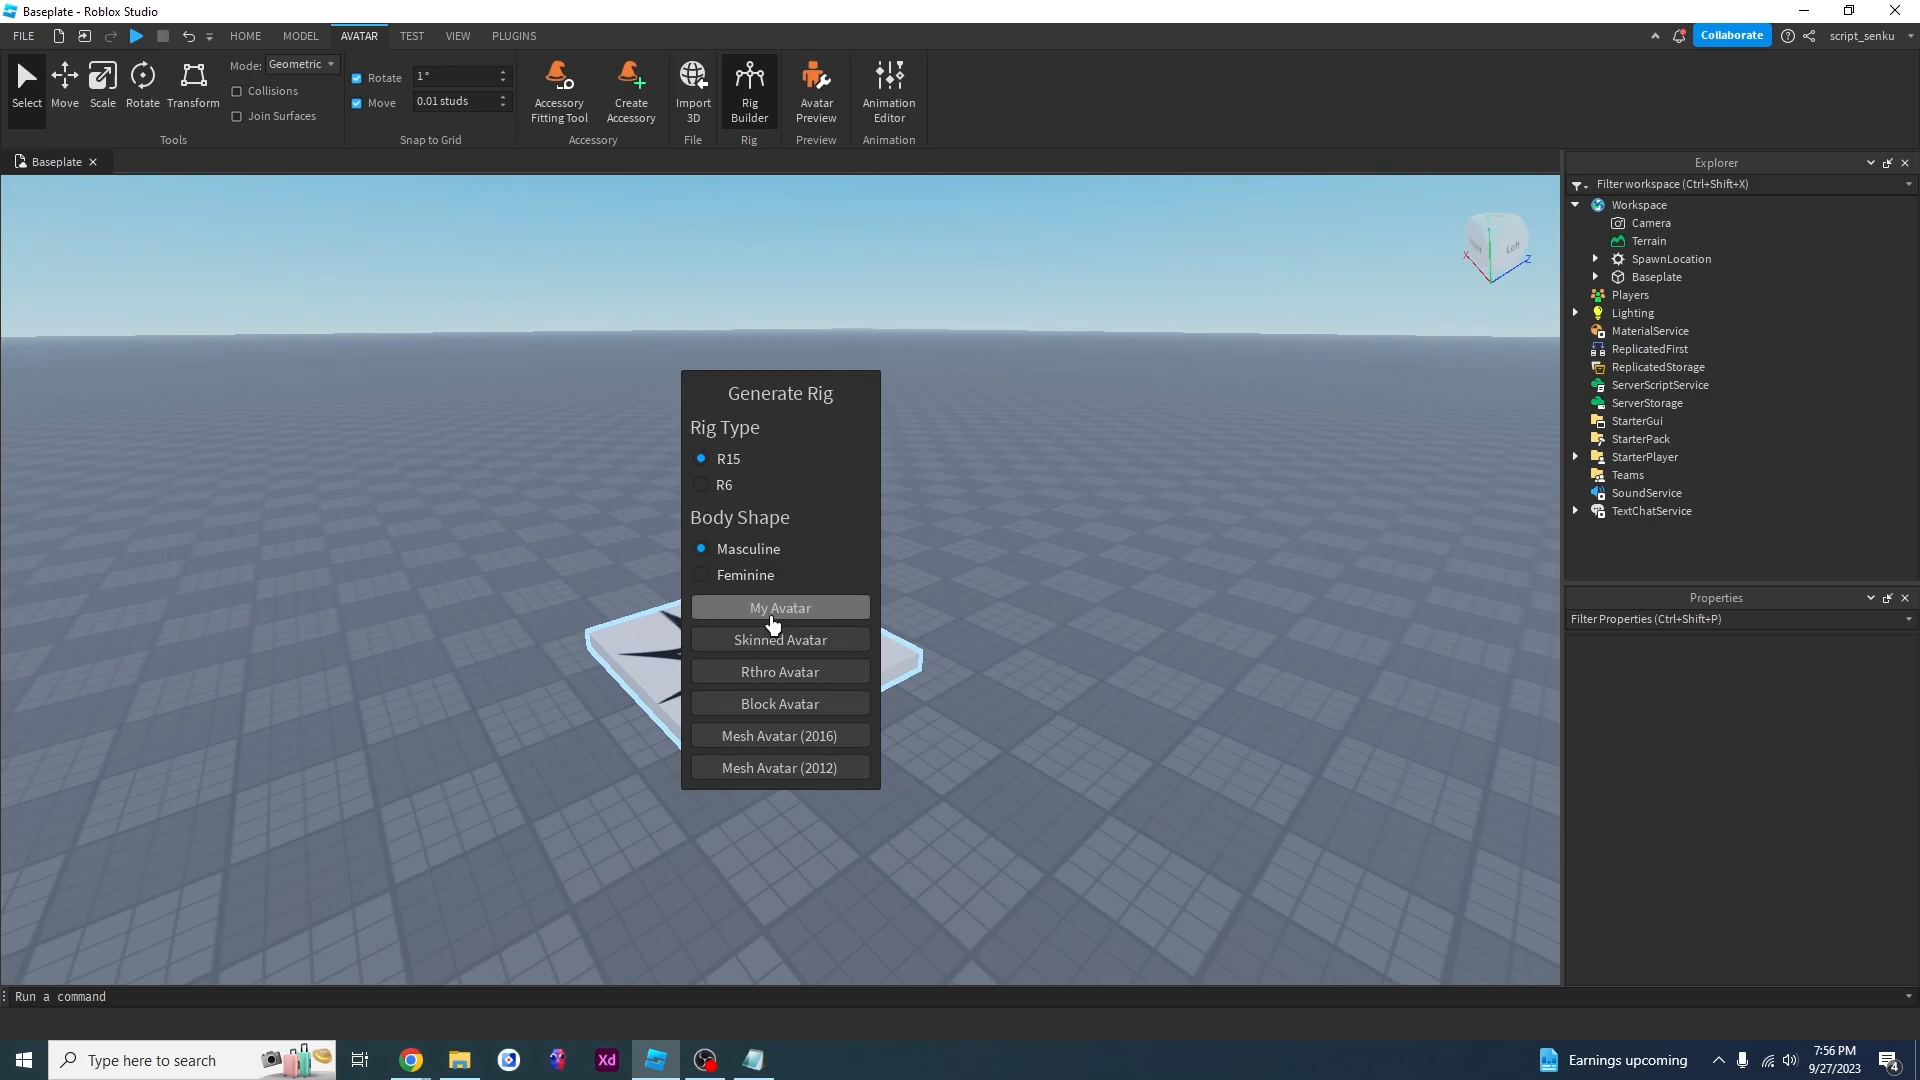 Baseplate - Roblox Studio
FILE HOME MODEL AVATAR TEST VIEW PLUGINS Collaborate script_senku
Select Move Scale Rotate Transform
Mode: Geometric
Collisions
Join Surfaces
Tools
Rotate 1°
Move 0.01 studs
Snap to Grid
Accessory Fitting Tool
Create Accessory
Accessory
Import 3D
File
Rig Builder
Rig
Avatar Preview
Preview
Animation Editor
Animation
Baseplate
Generate Rig
Rig Type
R15
R6
Body Shape
Masculine
Feminine
My Avatar
Skinned Avatar
Rthro Avatar
Block Avatar
Mesh Avatar (2016)
Mesh Avatar (2012)
X
Left
Z
Explorer
Filter workspace (Ctrl+Shift+X)
Workspace
Camera
Terrain
SpawnLocation
Baseplate
Players
Lighting
MaterialService
ReplicatedFirst
ReplicatedStorage
ServerScriptService
ServerStorage
StarterGui
StarterPack
StarterPlayer
Teams
SoundService
TextChatService
Properties
Filter Properties (Ctrl+Shift+P)
Run a command
Type here to search
Xd
Earnings upcoming
7:56 PM
9/27/2023
4